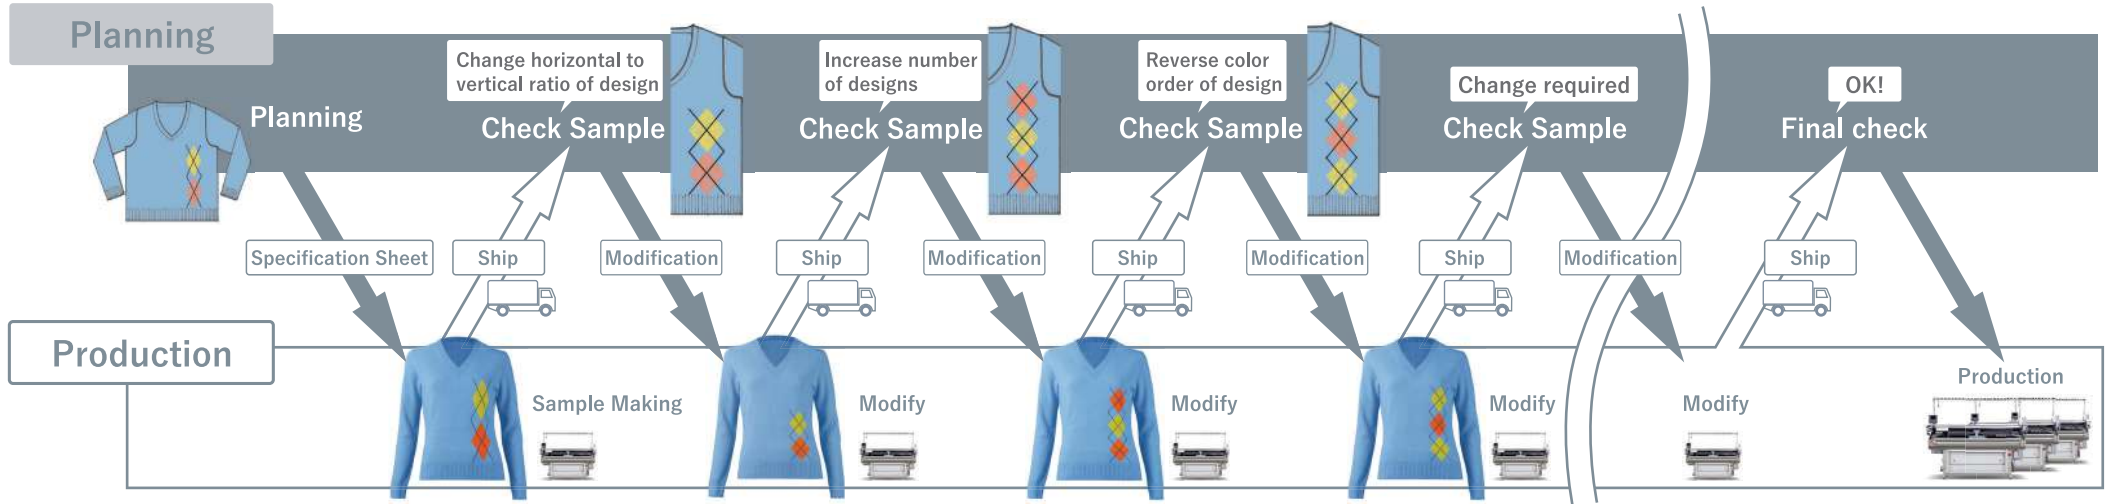 Planning
Planning
Change horizontal to
vertical ratio of design
Check Sample
Increase number
of designs
Check Sample
Reverse color
order of design
Check Sample
Change required
Check Sample
OK!
Final check
Specification Sheet
Ship
Modification
Ship
Modification
Ship
Modification
Ship
Modification
Ship
Production
Sample Making
Modify
Modify
Modify
Modify
Production